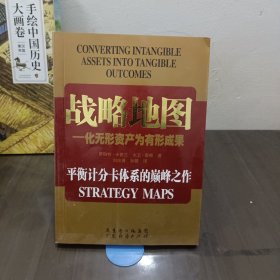 手绘中国历史
大画卷
CONVERTING INTANGIBLE
ASSETS INTO TANGIBLE
OUTCOMES
战略地图
—化无形资产为有形成果
平衡计分卡体系的巅峰之作
STRATEGY MAPS